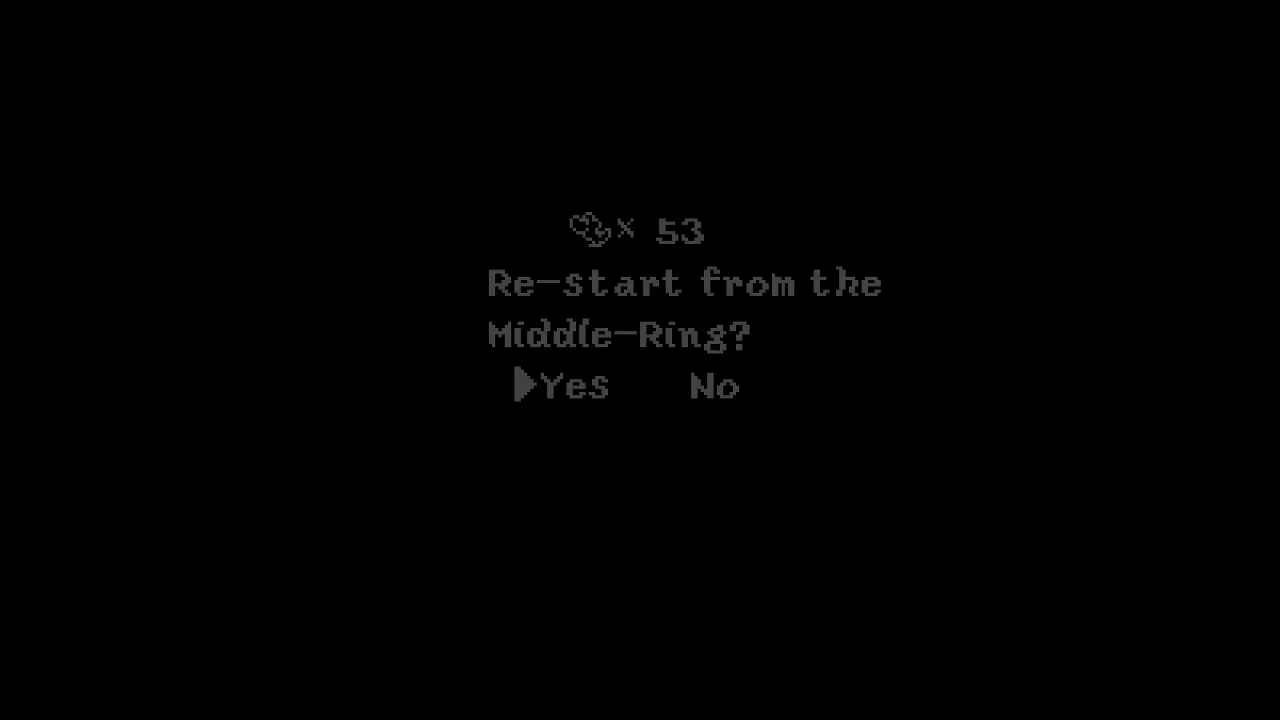 × 53
Re-start from the
Middle-Ring?
Yes No